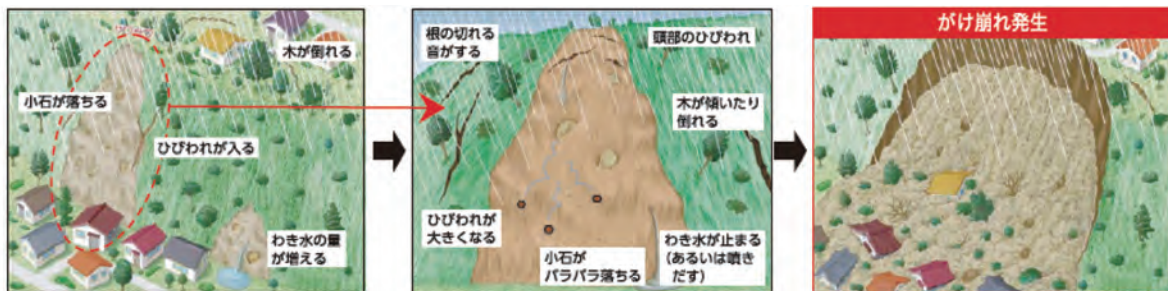 木が倒れる
小石が落ちる
ひびわれが入る
わき水の量
が増える
根の切れる
音がする
頭部のひびわれ
木が傾いたり
倒れる
ひびわれが
大きくなる
小石が
パラパラ落ちる
わき水が止まる
(あるいは噴き
だす)
がけ崩れ発生